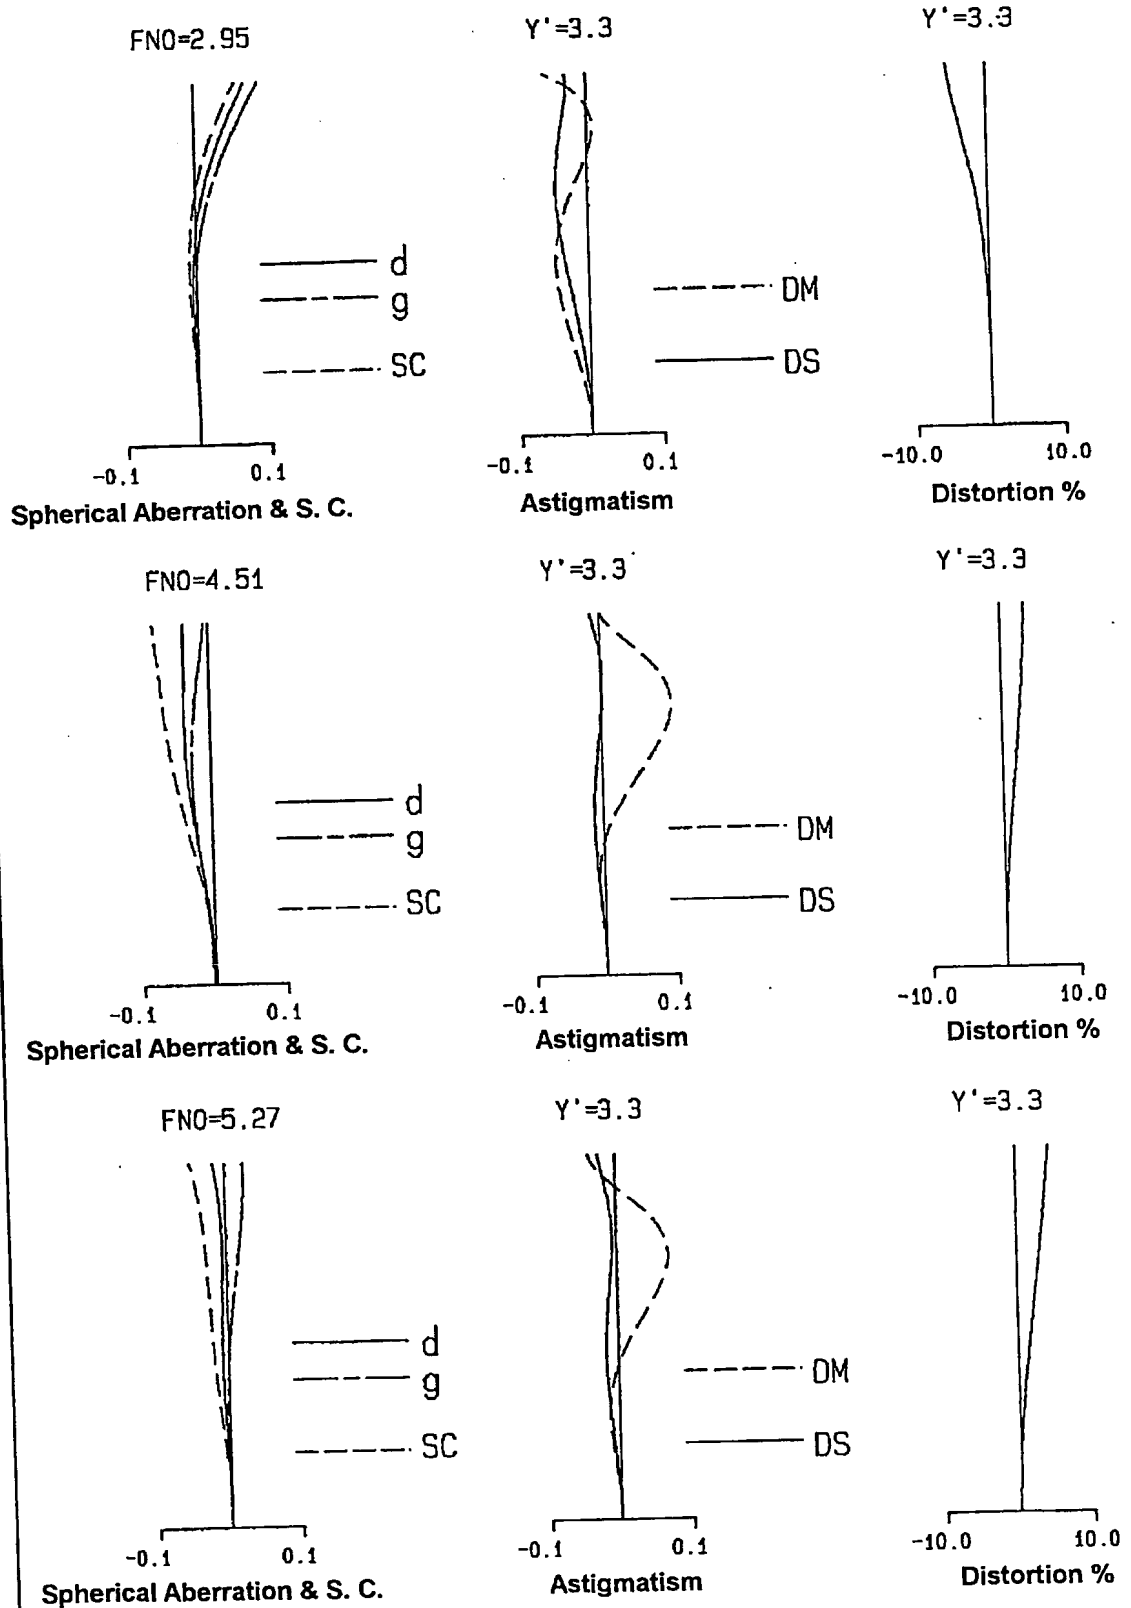 FNO=2.95
Y'=3.3
Y'=3.3
d
g
SC
DM
DS
-0.1 0.1
-0.1 0.1
-10.0 10.0
Spherical Aberration & S. C.
Astigmatism
Distortion %
FNO=4.51
Y'=3.3
Y'=3.3
d
g
SC
DM
DS
-0.1 0.1
-0.1 0.1
-10.0 10.0
Spherical Aberration & S. C.
Astigmatism
Distortion %
FNO=5.27
Y'=3.3
Y'=3.3
d
g
SC
DM
DS
-0.1 0.1
-0.1 0.1
-10.0 10.0
Spherical Aberration & S. C.
Astigmatism
Distortion %